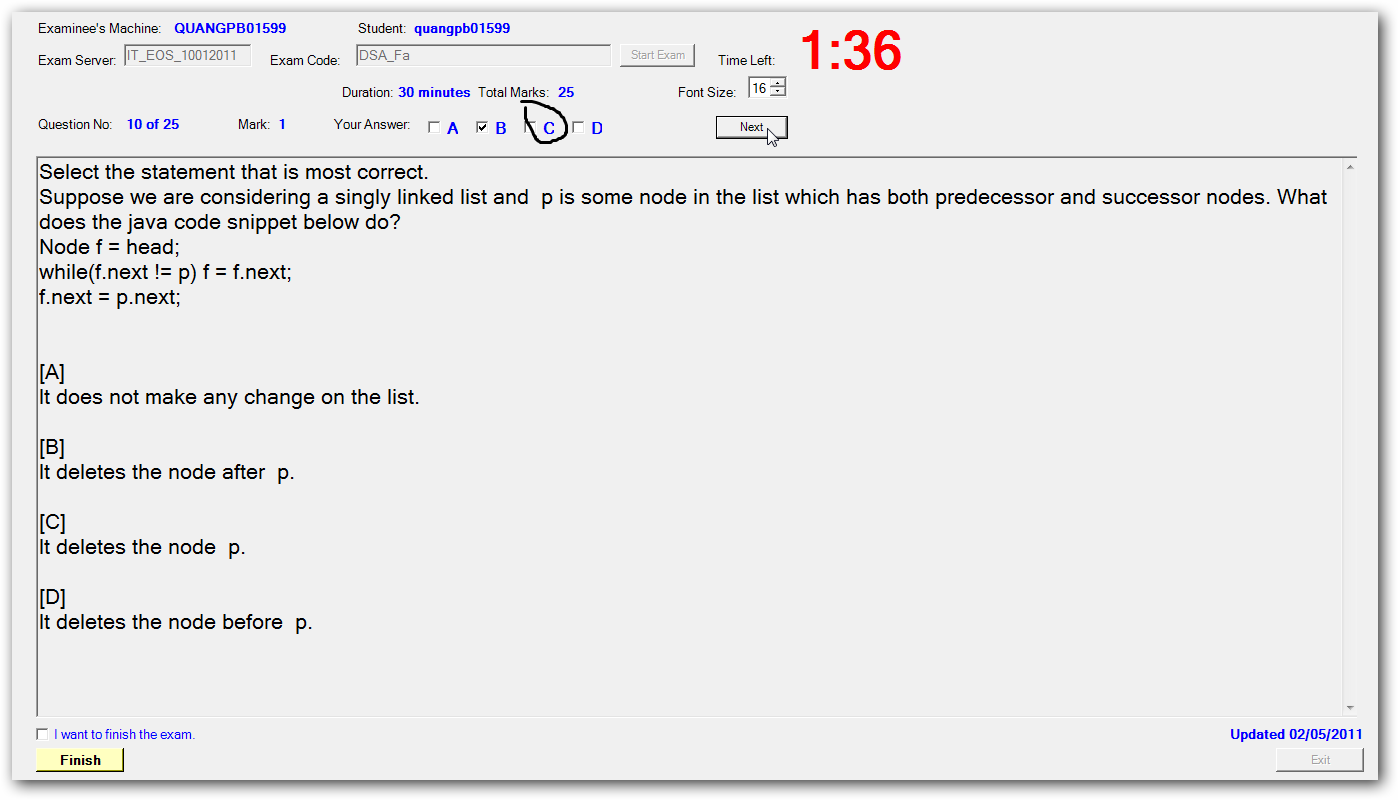 Examinee's Machine: QUANGPB01599 Student: quangpb01599
Exam Server: IT_EOS_10012011 Exam Code: DSA_Fa Start Exam Time Left: 1:36
Duration: 30 minutes Total Marks: 25 Font Size: 16
Question No: 10 of 25 Mark: 1 Your Answer: A B C D Next
Select the statement that is most correct.
Suppose we are considering a singly linked list and p is some node in the list which has both predecessor and successor nodes. What
does the java code snippet below do?
Node f = head;
while(f.next != p) f = f.next;
f.next = p.next;
[A]
It does not make any change on the list.
[B]
It deletes the node after p.
[C]
It deletes the node p.
[D]
It deletes the node before p.
I want to finish the exam. Updated 02/05/2011
Finish Exit